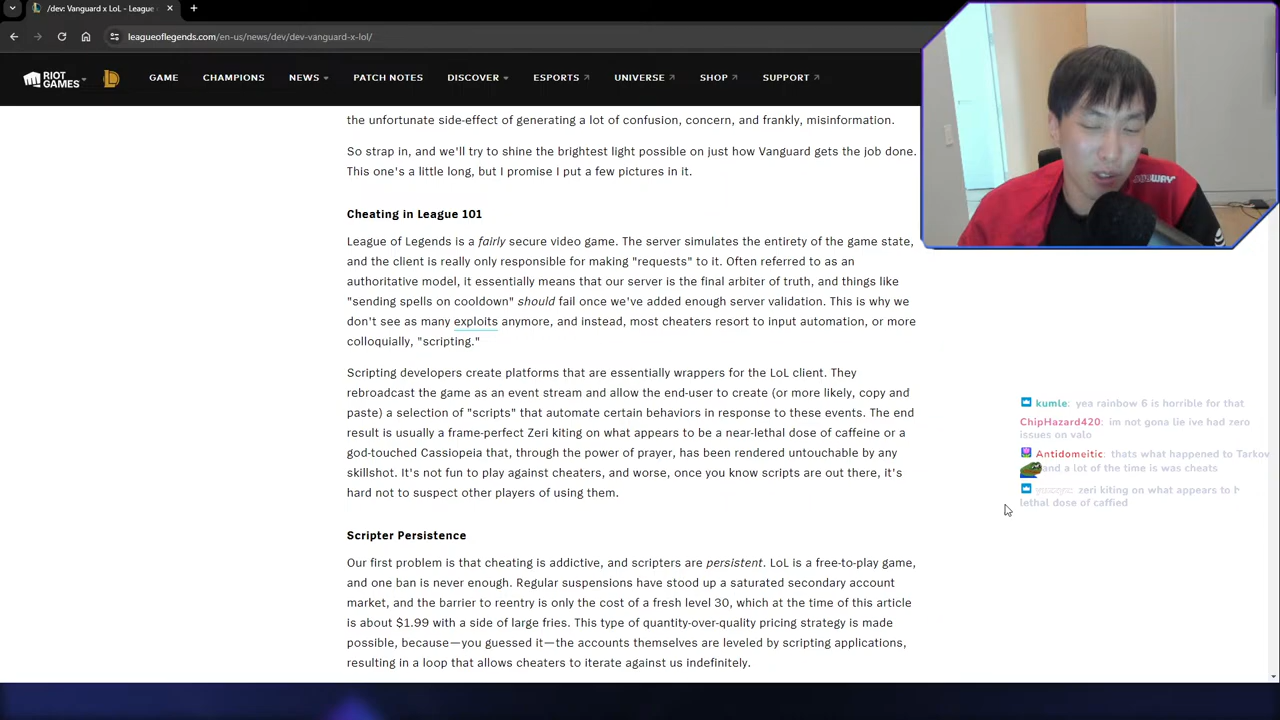 /dev: Vanguard x LoL - League
leagueoflegends.com/en-us/news/dev/dev-vanguard-x-lol/
RIOT GAMES
GAME
CHAMPIONS
NEWS
PATCH NOTES
DISCOVER
ESPORTS
UNIVERSE
SHOP
SUPPORT
the unfortunate side-effect of generating a lot of confusion, concern, and frankly, misinformation.
So strap in, and we'll try to shine the brightest light possible on just how Vanguard gets the job done.
This one's a little long, but I promise I put a few pictures in it.
Cheating in League 101
League of Legends is a fairly secure video game. The server simulates the entirety of the game state,
and the client is really only responsible for making "requests" to it. Often referred to as an
authoritative model, it essentially means that our server is the final arbiter of truth, and things like
"sending spells on cooldown" should fail once we've added enough server validation. This is why we
don't see as many exploits anymore, and instead, most cheaters resort to input automation, or more
colloquially, "scripting."
Scripting developers create platforms that are essentially wrappers for the LoL client. They
rebroadcast the game as an event stream and allow the end-user to create (or more likely, copy and
paste) a selection of "scripts" that automate certain behaviors in response to these events. The end
result is usually a frame-perfect Zeri kiting on what appears to be a near-lethal dose of caffeine or a
god-touched Cassiopeia that, through the power of prayer, has been rendered untouchable by any
skillshot. It's not fun to play against cheaters, and worse, once you know scripts are out there, it's
hard not to suspect other players of using them.
Scripter Persistence
Our first problem is that cheating is addictive, and scripters are persistent. LoL is a free-to-play game,
and one ban is never enough. Regular suspensions have stood up a saturated secondary account
market, and the barrier to reentry is only the cost of a fresh level 30, which at the time of this article
is about $1.99 with a side of large fries. This type of quantity-over-quality pricing strategy is made
possible, because—you guessed it—the accounts themselves are leveled by scripting applications,
resulting in a loop that allows cheaters to iterate against us indefinitely.
kumle: yea rainbow 6 is horrible for that
ChipHazard420: im not gona lie ive had zero
issues on valo
Antidomeitic: thats what happened to Tarkov
and a lot of the time is was cheats
zeri kiting on what appears to
lethal dose of caffied